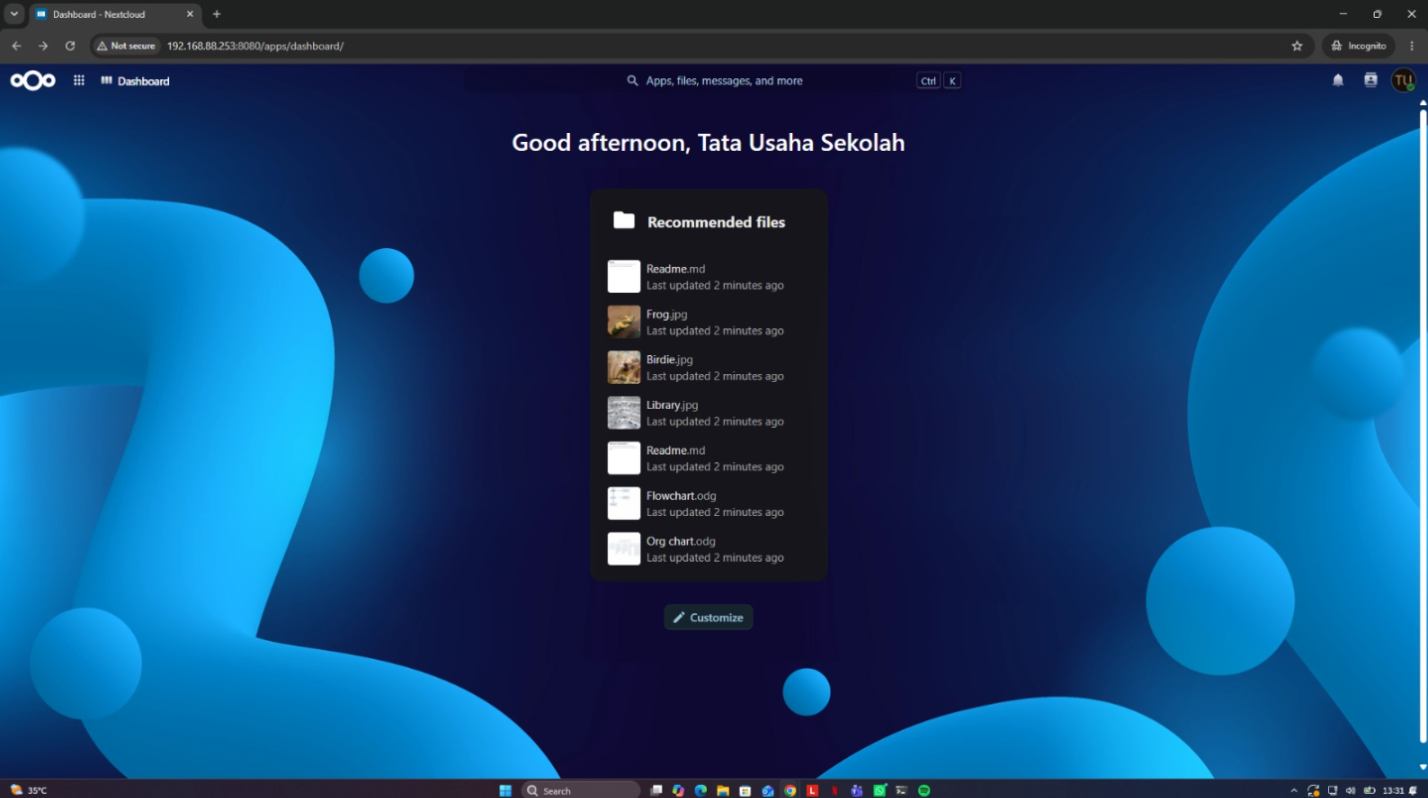 Dashboard - Nextcloud
Not secure 192.168.88.253:8080/apps/dashboard/
Incognito
Dashboard
Apps, files, messages, and more
Ctrl K
TU
Good afternoon, Tata Usaha Sekolah
Recommended files
Readme.md
Last updated 2 minutes ago
Frog.jpg
Last updated 2 minutes ago
Birdie.jpg
Last updated 2 minutes ago
Library.jpg
Last updated 2 minutes ago
Readme.md
Last updated 2 minutes ago
Flowchart.odg
Last updated 2 minutes ago
Org chart.odg
Last updated 2 minutes ago
Customize
35°C
Search
L
13:31